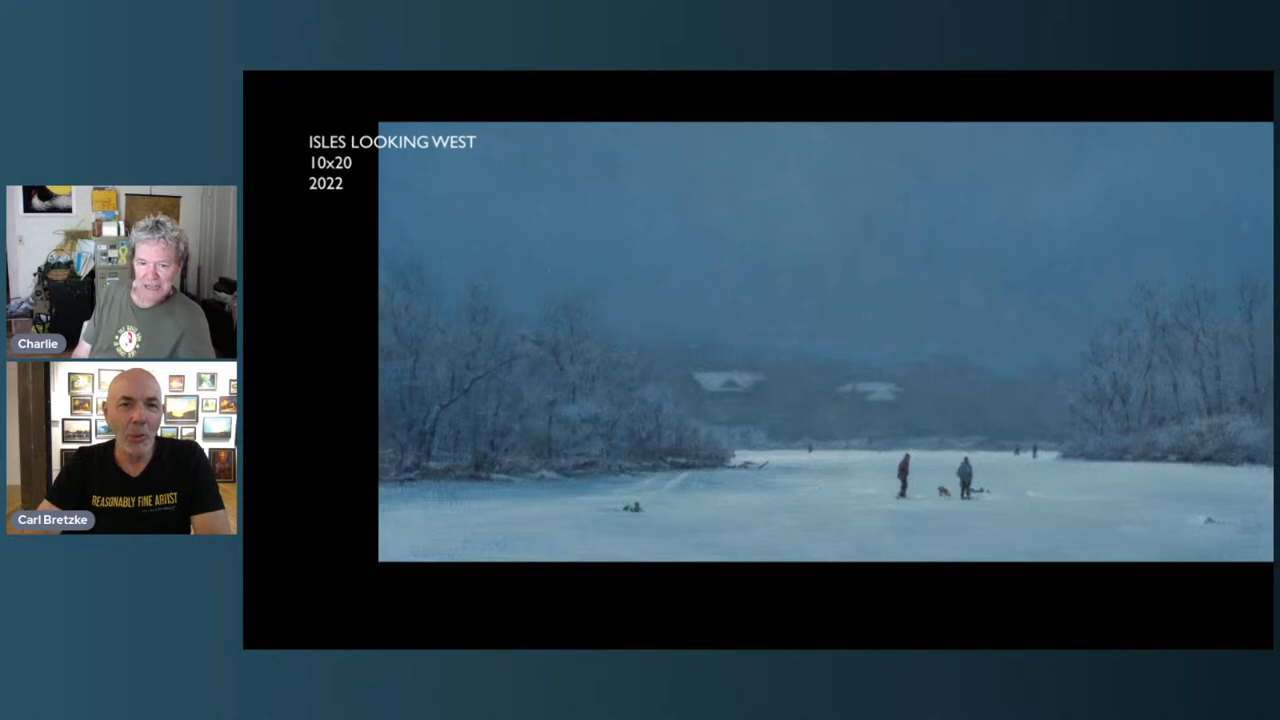 ISLES LOOKING WEST
10x20
2022
Charlie
REASONABLY FINE ARTIST
Carl Bretzke